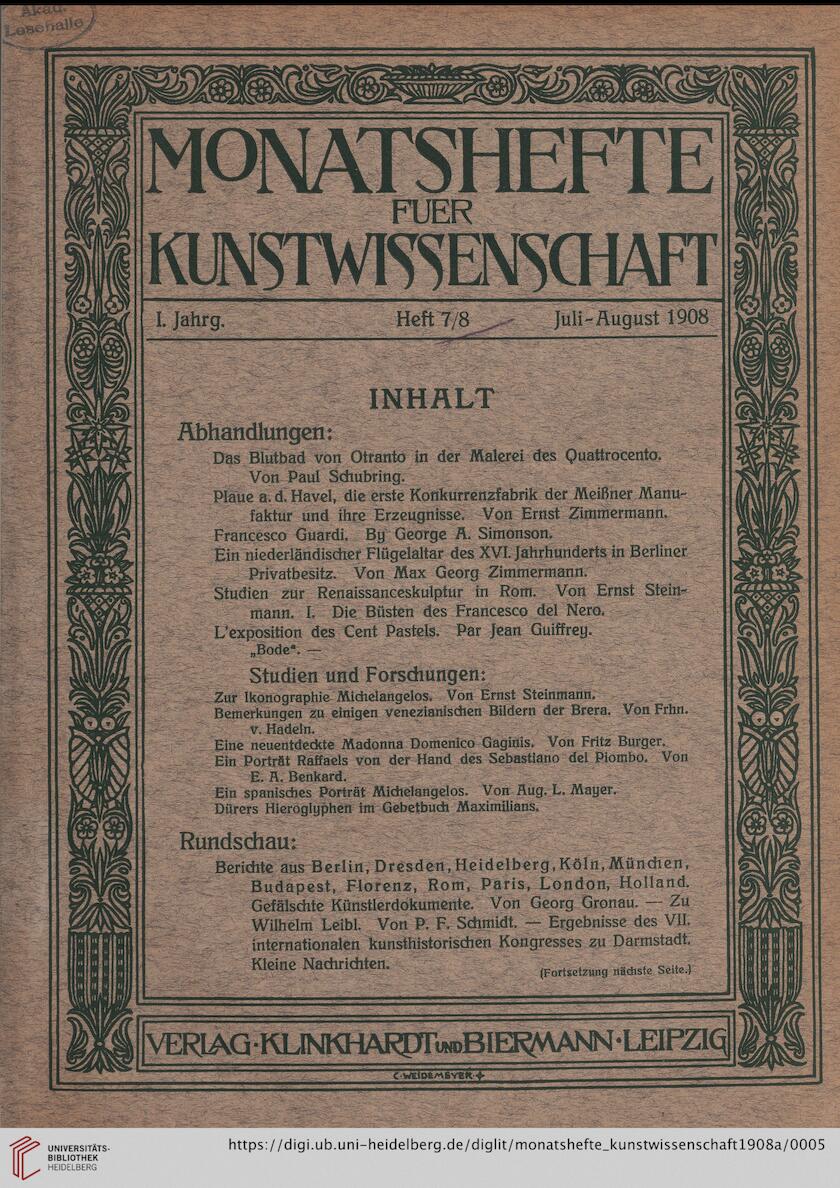 Akad.
Lesehalle
MONATSHEFTE
FUER
KUNSTWISSENSCHAFT
I. Jahrg. Heft 7/8 Juli-August 1908
INHALT
Abhandlungen:
Das Blutbad von Otranto in der Malerei des Quattrocento.
Von Paul Schubring.
Plaue a. d. Havel, die erste Konkurrenzfabrik der Meißner Manu-
faktur und ihre Erzeugnisse. Von Ernst Zimmermann.
Francesco Guardi. By George A. Simonson.
Ein niederländischer Flügelaltar des XVI. Jahrhunderts in Berliner
Privatbesitz. Von Max Georg Zimmermann.
Studien zur Renaissanceskulptur in Rom. Von Ernst Stein-
mann. I. Die Büsten des Francesco del Nero.
L'exposition des Cent Pastels. Par Jean Guiffrey.
„Bode“. —
Studien und Forschungen:
Zur Ikonographie Michelangelos. Von Ernst Steinmann.
Bemerkungen zu einigen venezianischen Bildern der Brera. Von Frhn.
v. Hadeln.
Eine neuentdeckte Madonna Domenico Gaginis. Von Fritz Burger.
Ein Porträt Raffaels von der Hand des Sebastiano del Piombo. Von
E. A. Benkard.
Ein spanisches Porträt Michelangelos. Von Aug. L. Mayer.
Dürers Hieroglyphen im Gebetbuch Maximilians.
Rundschau:
Berichte aus Berlin, Dresden, Heidelberg, Köln, München,
Budapest, Florenz, Rom, Paris, London, Holland.
Gefälschte Künstlerdokumente. Von Georg Gronau. — Zu
Wilhelm Leibl. Von P. F. Schmidt. — Ergebnisse des VII.
internationalen kunsthistorischen Kongresses zu Darmstadt.
Kleine Nachrichten.
(Fortsetzung nächste Seite.)
VERLAG·KLINKHARDT UND BIERMANN·LEIPZIG
C·WEIDEMEYER·
UNIVERSITÄTS-
BIBLIOTHEK
HEIDELBERG
https://digi.ub.uni-heidelberg.de/diglit/monatshefte_kunstwissenschaft1908a/0005